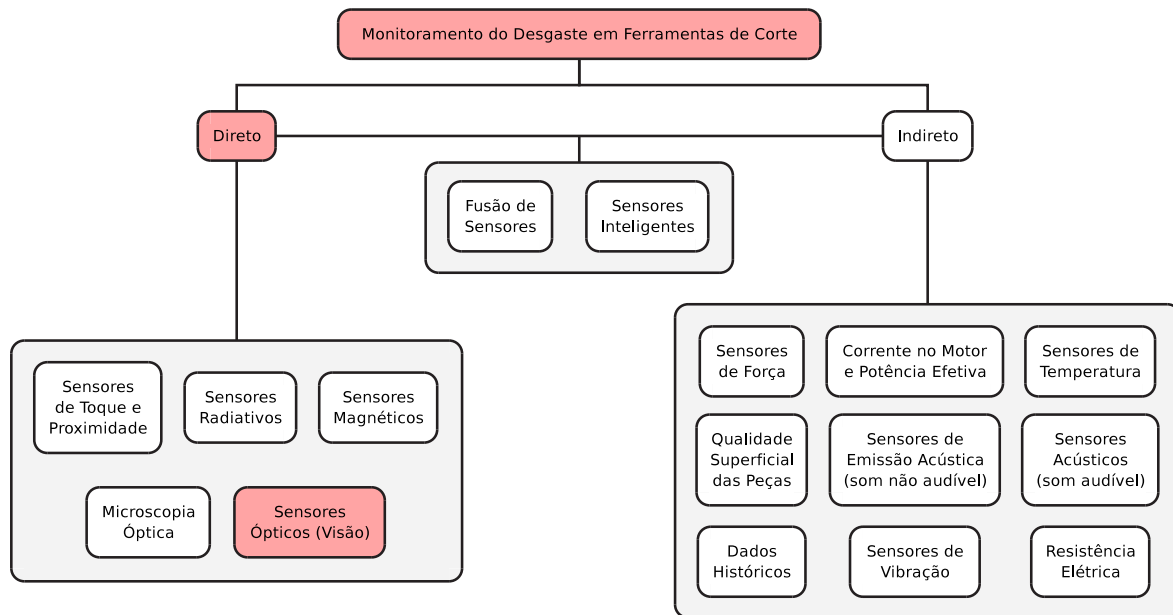 Monitoramento do Desgaste em Ferramentas de Corte
Direto
Indireto
Fusão de
Sensores
Sensores
Inteligentes
Sensores
de Toque e
Proximidade
Sensores
Radiativos
Sensores
Magnéticos
Microscopia
Óptica
Sensores
Ópticos (Visão)
Sensores
de Força
Corrente no Motor
e Potência Efetiva
Sensores de
Temperatura
Qualidade
Superficial
das Peças
Sensores de
Emissão Acústica
(som não audível)
Sensores
Acústicos
(som audível)
Dados
Históricos
Sensores de
Vibração
Resistência
Elétrica